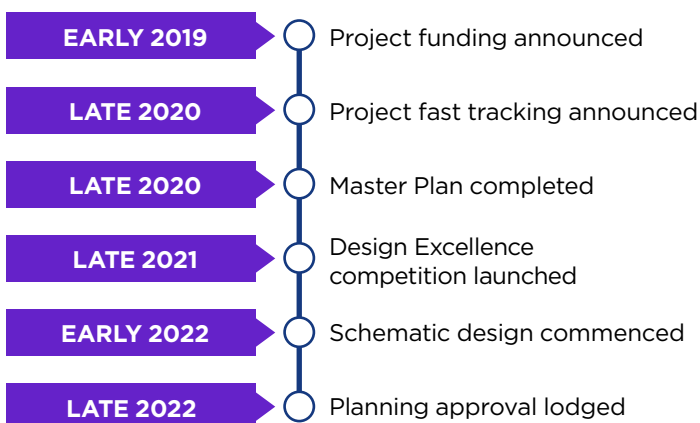 EARLY 2019
Project funding announced
LATE 2020
Project fast tracking announced
LATE 2020
Master Plan completed
LATE 2021
Design Excellence
competition launched
EARLY 2022
Schematic design commenced
LATE 2022
Planning approval lodged